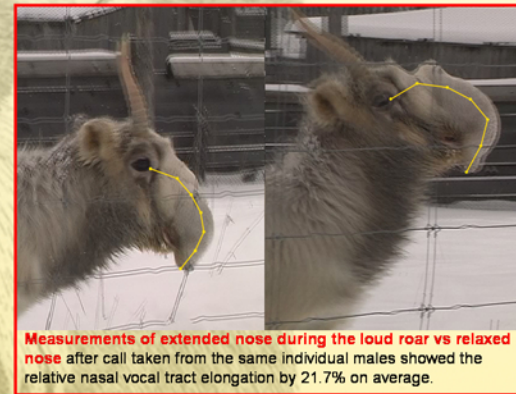 Measurements of extended nose during the loud roar vs relaxed
nose after call taken from the same individual males showed the
relative nasal vocal tract elongation by 21.7% on average.